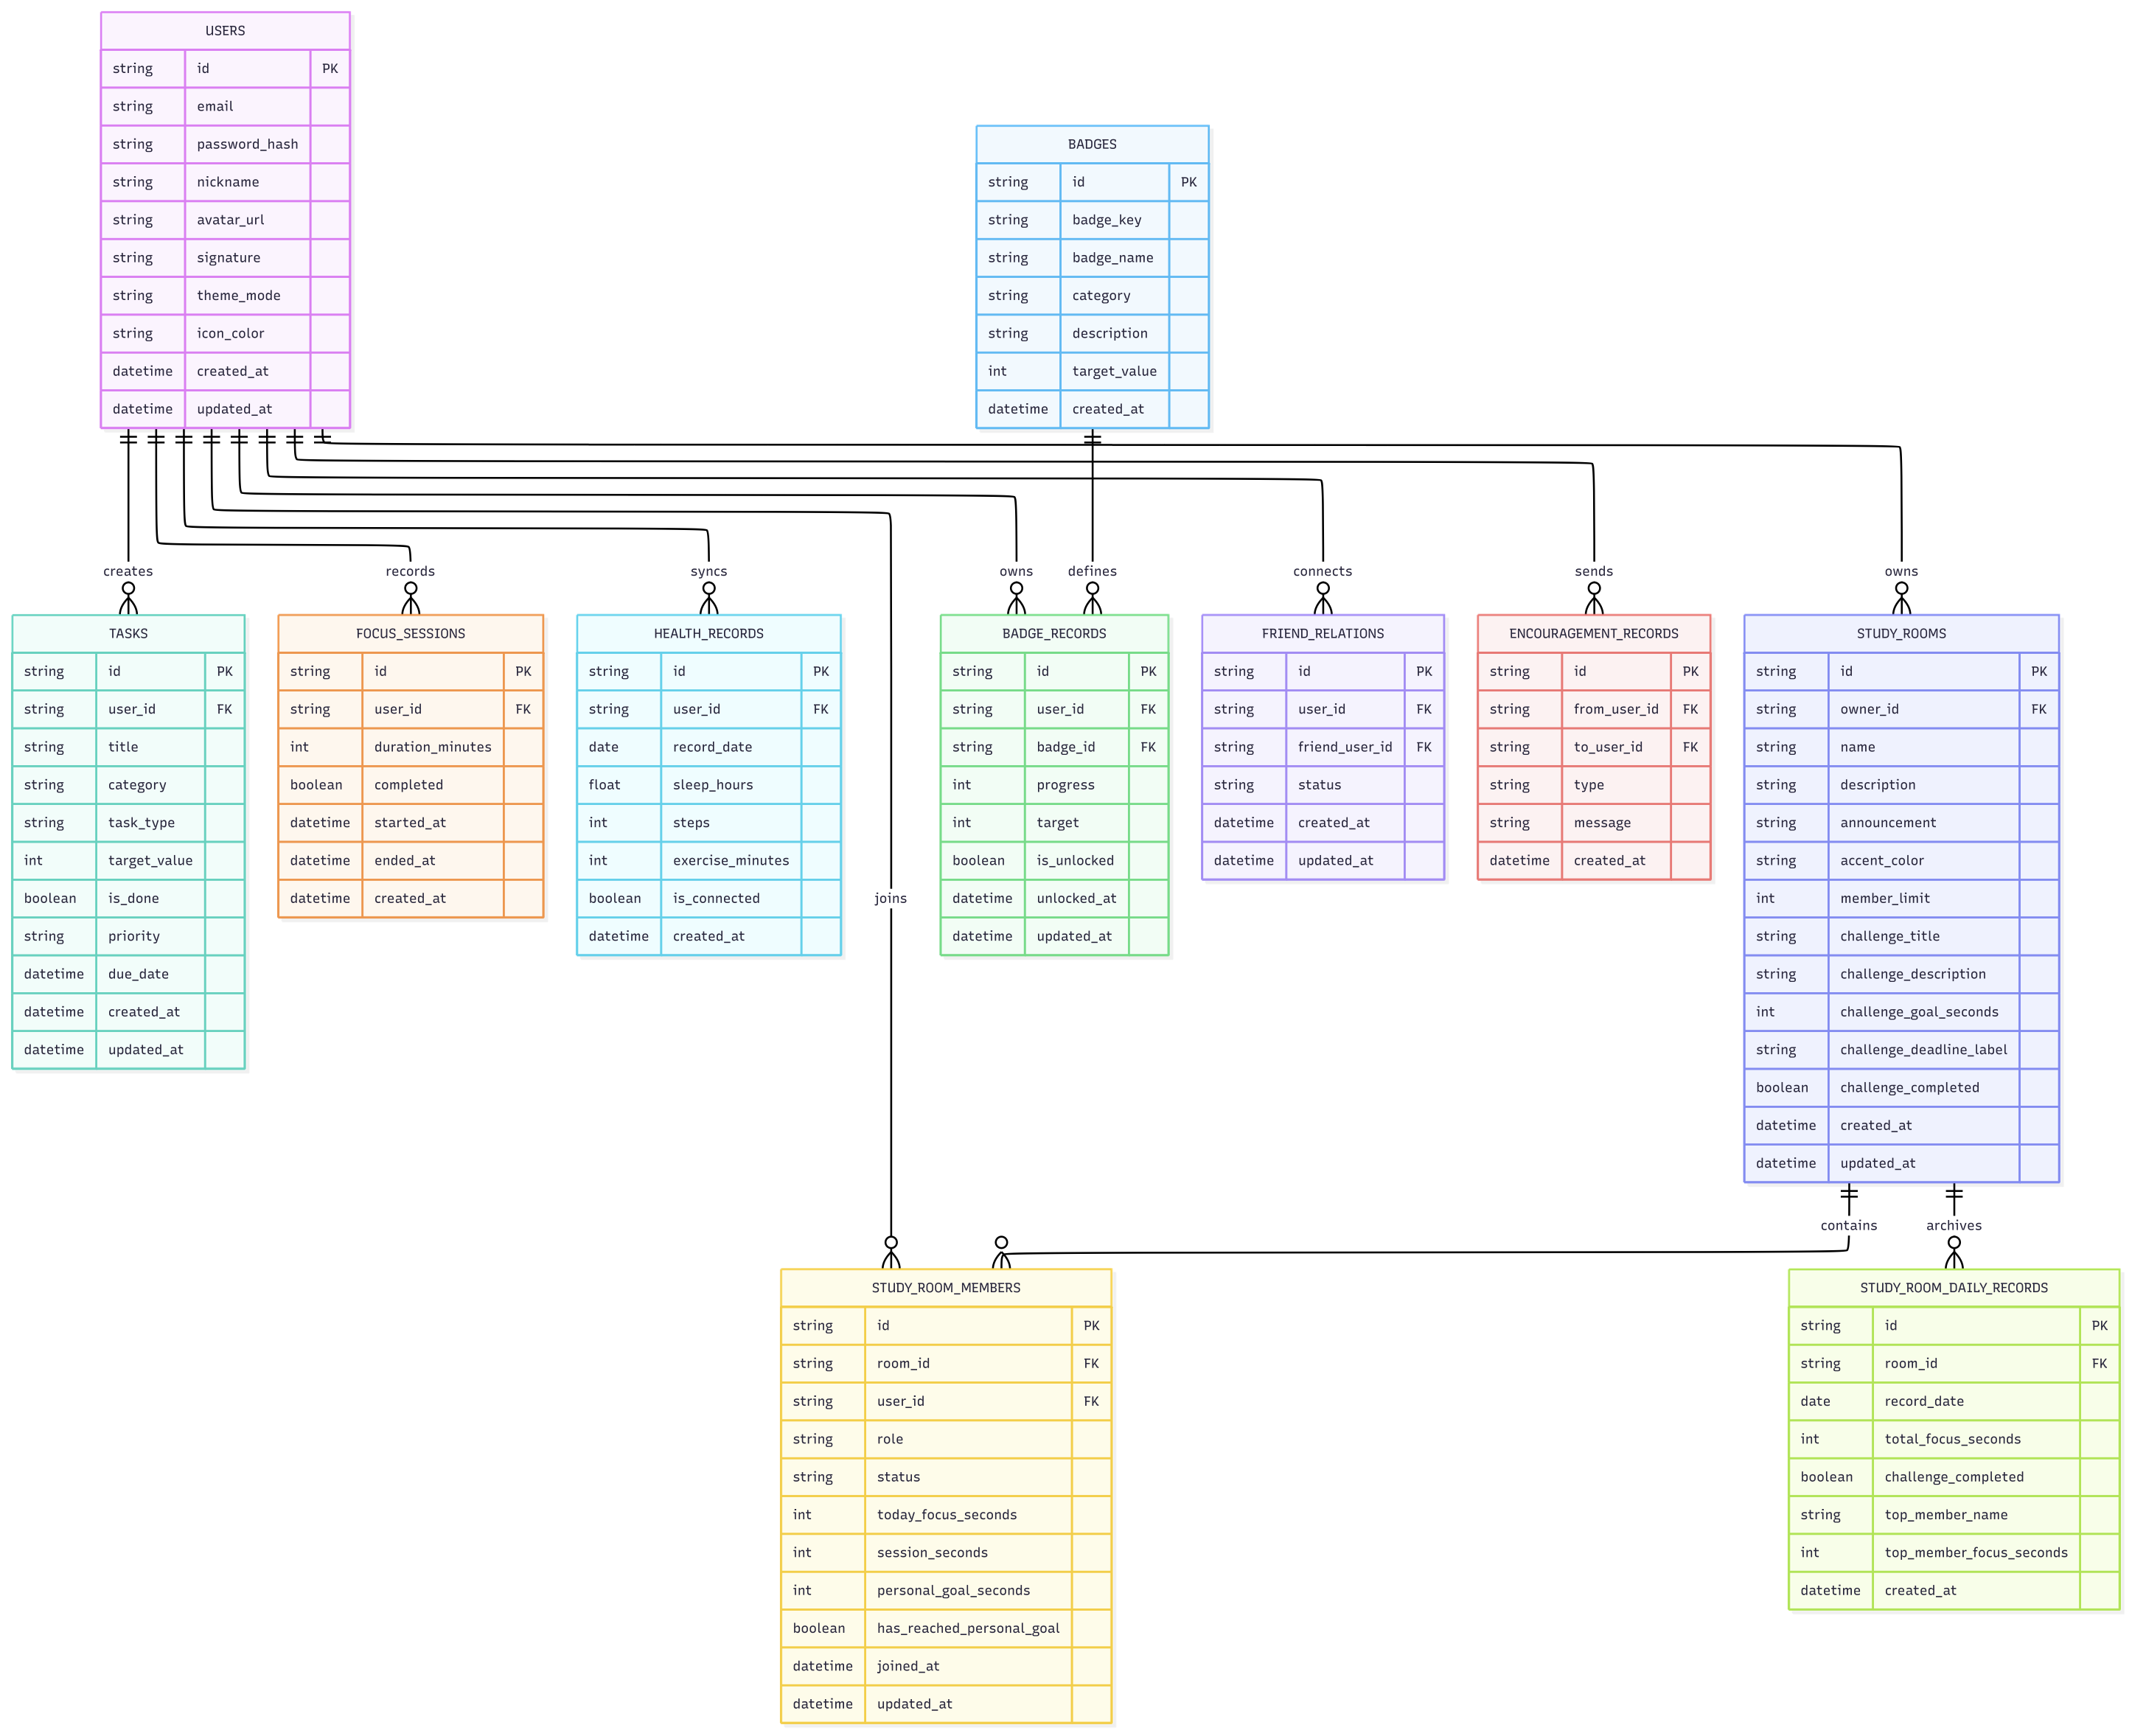 USERS
string id PK
string email
string password_hash
string nickname
string avatar_url
string signature
string theme_mode
string icon_color
datetime created_at
datetime updated_at
BADGES
string id PK
string badge_key
string badge_name
string category
string description
int target_value
datetime created_at
creates
records
syncs
owns
defines
connects
sends
owns
TASKS
string id PK
string user_id FK
string title
string category
string task_type
int target_value
boolean is_done
string priority
datetime due_date
datetime created_at
datetime updated_at
FOCUS_SESSIONS
string id PK
string user_id FK
int duration_minutes
boolean completed
datetime started_at
datetime ended_at
datetime created_at
HEALTH_RECORDS
string id PK
string user_id FK
date record_date
float sleep_hours
int steps
int exercise_minutes
boolean is_connected
datetime created_at
joins
BADGE_RECORDS
string id PK
string user_id FK
string badge_id FK
int progress
int target
boolean is_unlocked
datetime unlocked_at
datetime updated_at
FRIEND_RELATIONS
string id PK
string user_id FK
string friend_user_id FK
string status
datetime created_at
datetime updated_at
ENCOURAGEMENT_RECORDS
string id PK
string from_user_id FK
string to_user_id FK
string type
string message
datetime created_at
STUDY_ROOMS
string id PK
string owner_id FK
string name
string description
string announcement
string accent_color
int member_limit
string challenge_title
string challenge_description
int challenge_goal_seconds
string challenge_deadline_label
boolean challenge_completed
datetime created_at
datetime updated_at
contains
archives
STUDY_ROOM_MEMBERS
string id PK
string room_id FK
string user_id FK
string role
string status
int today_focus_seconds
int session_seconds
int personal_goal_seconds
boolean has_reached_personal_goal
datetime joined_at
datetime updated_at
STUDY_ROOM_DAILY_RECORDS
string id PK
string room_id FK
date record_date
int total_focus_seconds
boolean challenge_completed
string top_member_name
int top_member_focus_seconds
datetime created_at